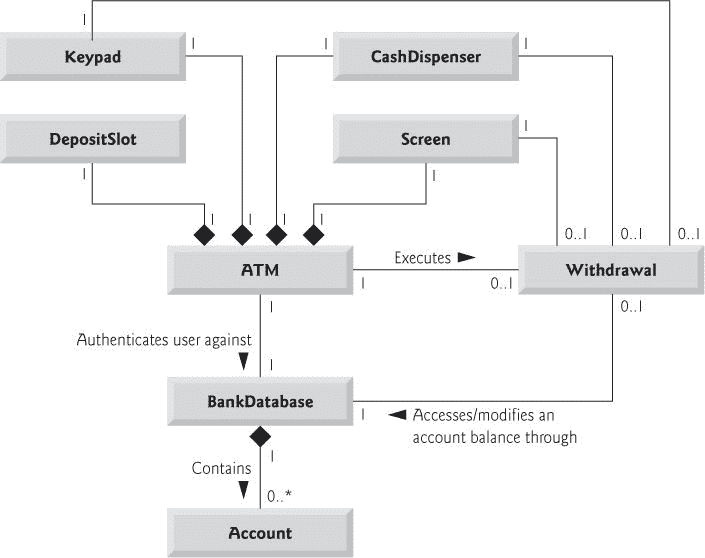 1
1
1
1
Keypad
CashDispenser
1
DepositSlot
Screen
1
1
1
1
1
1
0..1
0..1
0..1
ATM
Executes
Withdrawal
1
0..1
1
0..1
Authenticates user against
1
BankDatabase
1
Accesses/modifies an
account balance through
1
Contains
0..*
Account